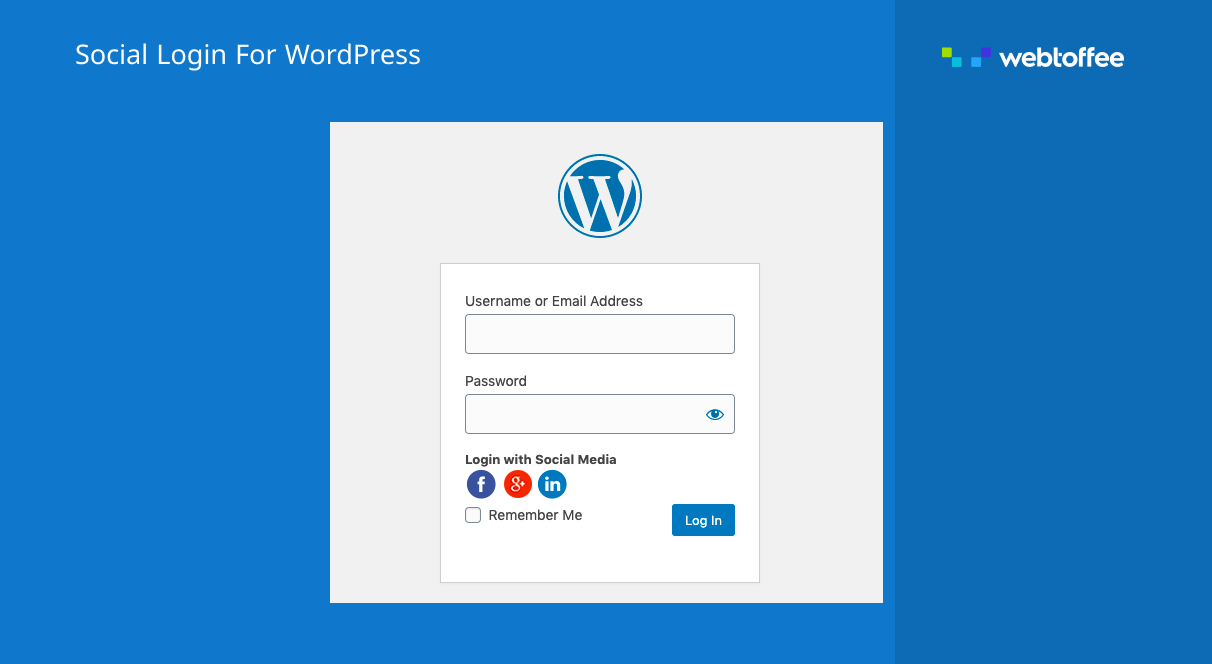 Social Login For WordPress
webtoffee
Username or Email Address
Password
Login with Social Media
f g+ in
Remember Me
Log In